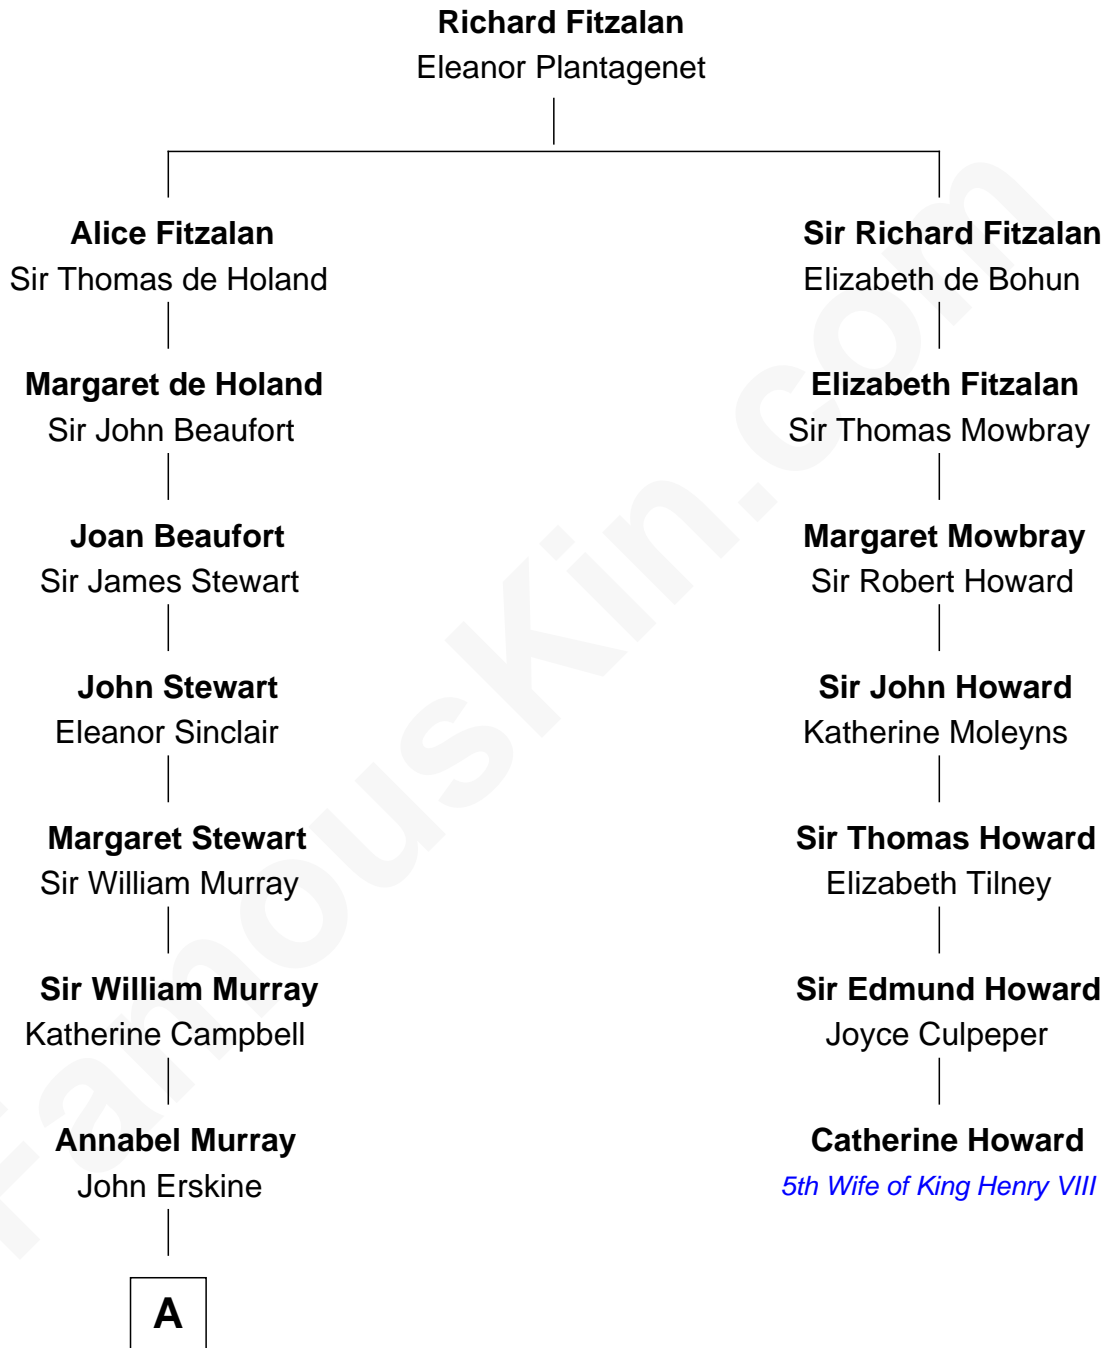 Richard Fitzalan
Eleanor Plantagenet
Alice Fitzalan
Sir Thomas de Holand
Sir Richard Fitzalan
Elizabeth de Bohun
Margaret de Holand
Sir John Beaufort
Elizabeth Fitzalan
Sir Thomas Mowbray
Joan Beaufort
Sir James Stewart
Margaret Mowbray
Sir Robert Howard
John Stewart
Eleanor Sinclair
Sir John Howard
Katherine Moleyns
Margaret Stewart
Sir William Murray
Sir Thomas Howard
Elizabeth Tilney
Sir William Murray
Katherine Campbell
Sir Edmund Howard
Joyce Culpeper
Annabel Murray
John Erskine
Catherine Howard
5th Wife of King Henry VIII
A
FamousKin.com